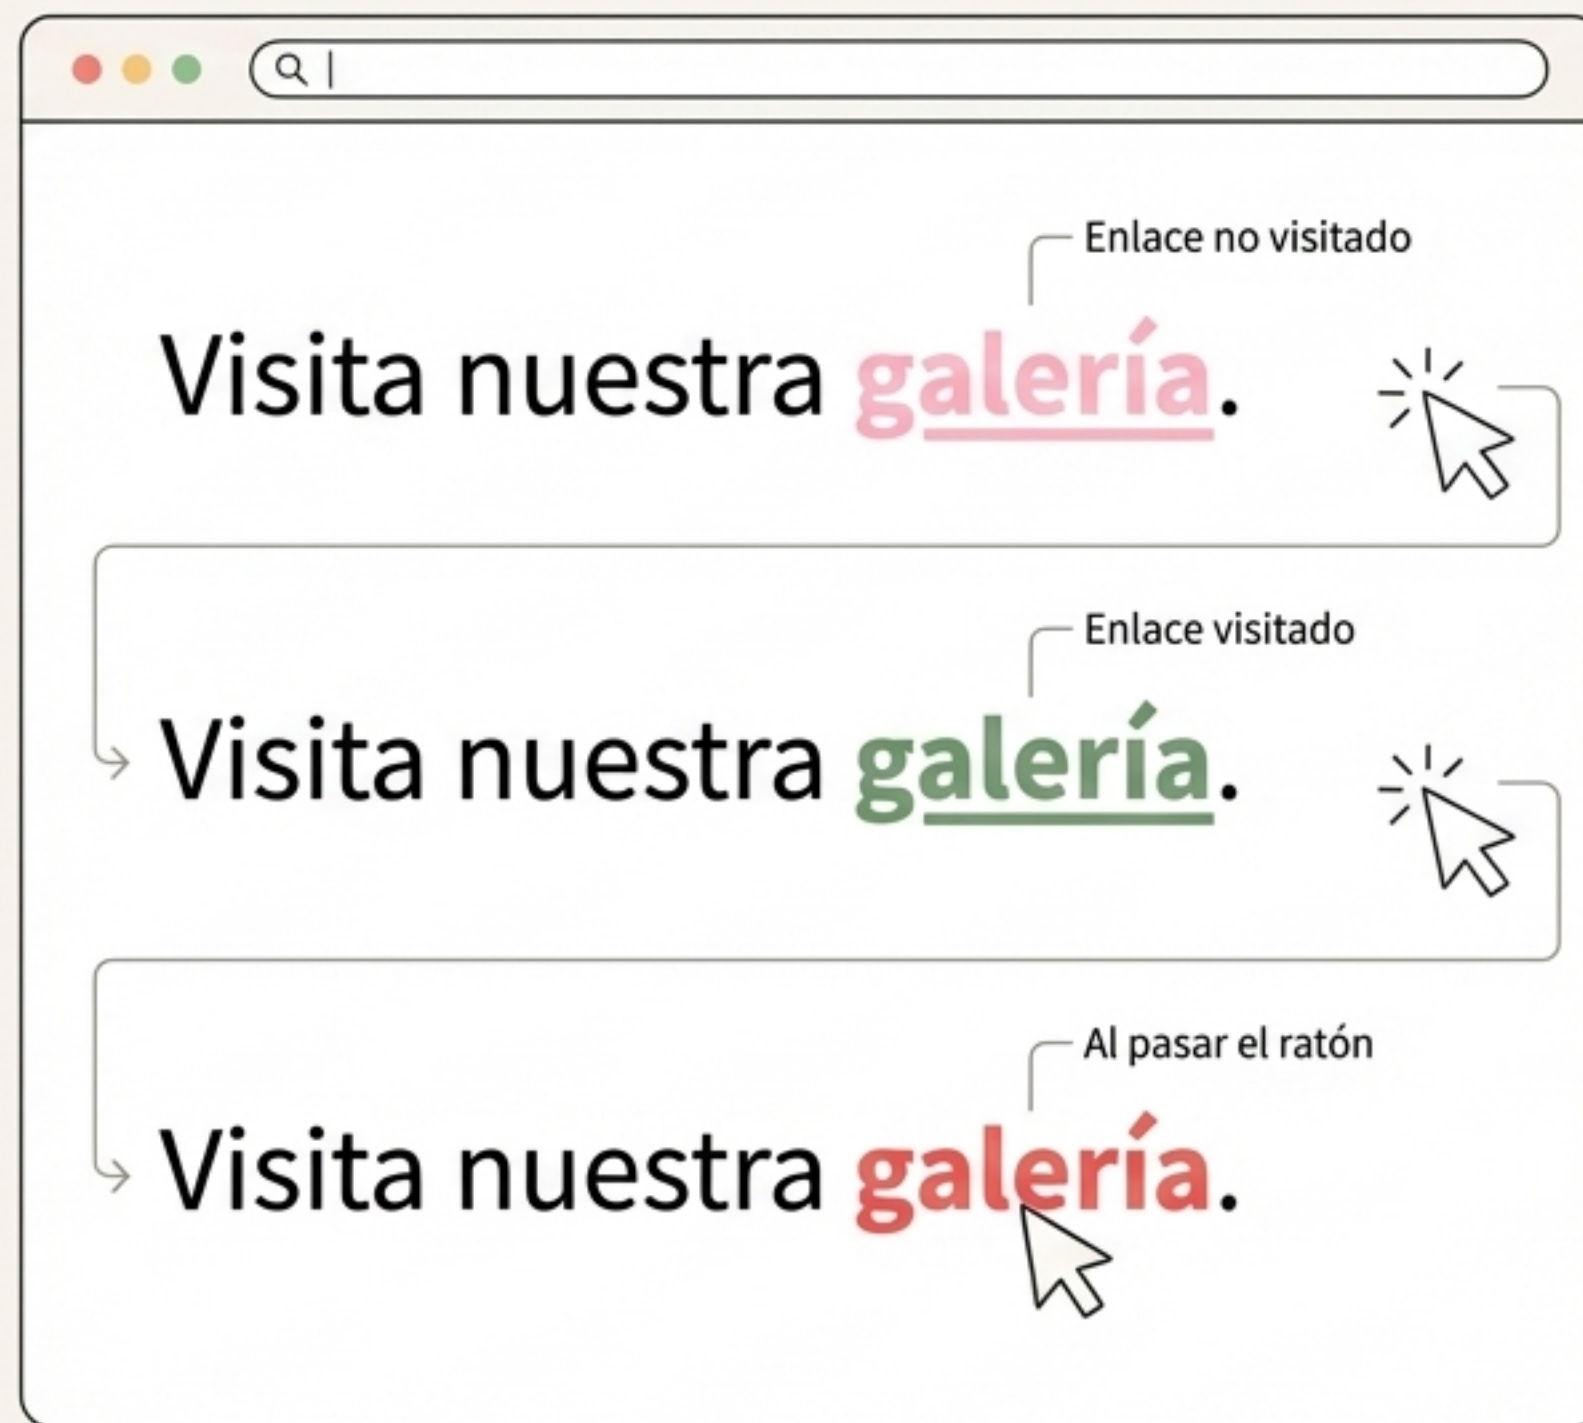 Enlace no visitado
Visita nuestra galería.
Enlace visitado
Visita nuestra galería.
Al pasar el ratón
Visita nuestra galería.